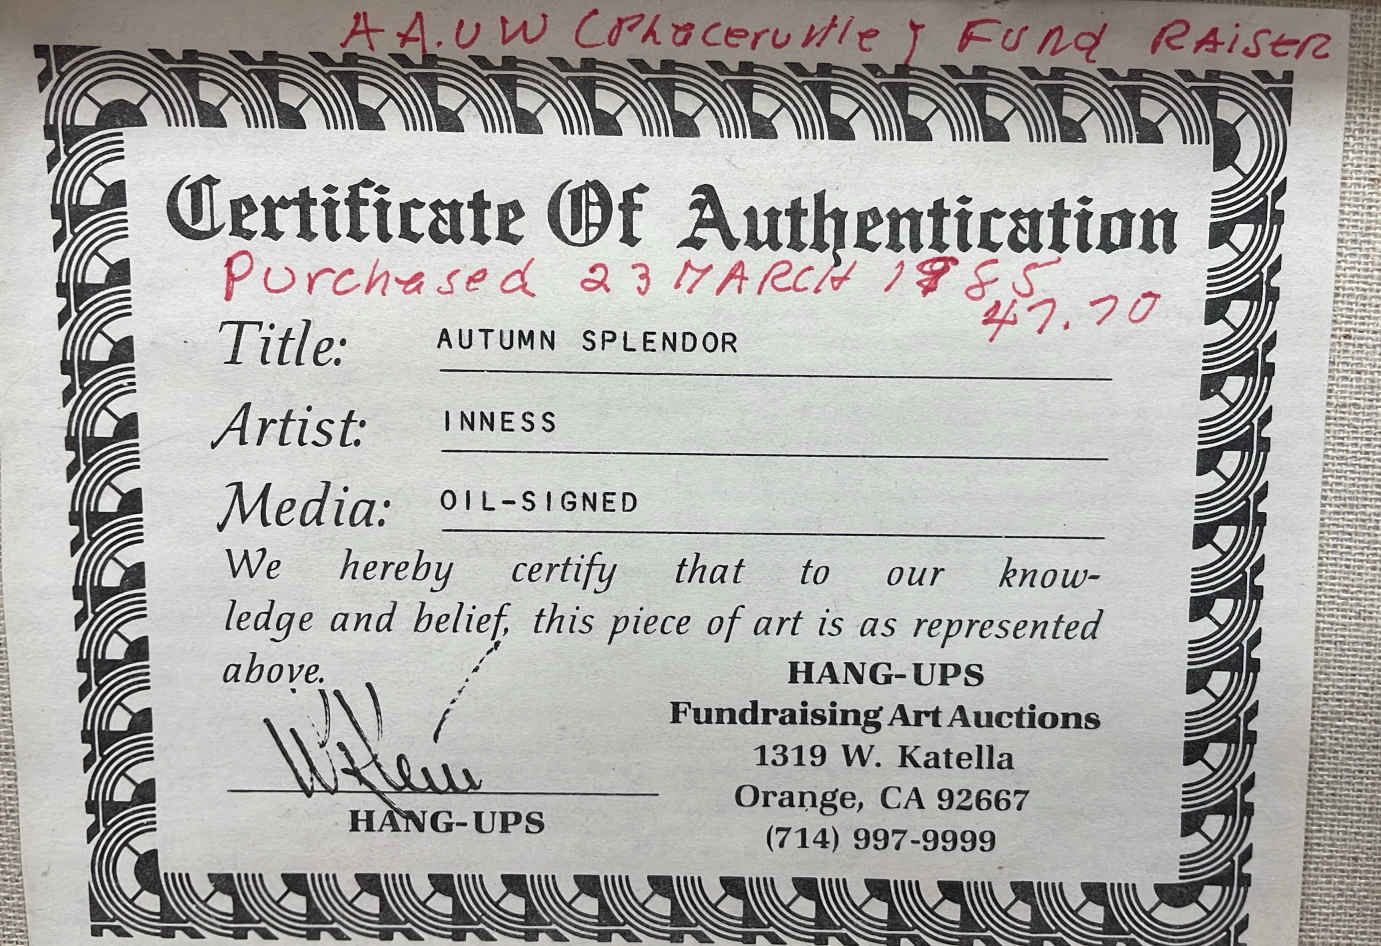 A A.U W (Phaceruille) Fund RAiSER
Certificate Of Authentication
Purchased 23 MARCH 1985
47.70
Title: AUTUMN SPLENDOR
Artist: INNESS
Media: OIL-SIGNED
We hereby certify that to our know-
ledge and belief, this piece of art is as represented
above.
HANG-UPS
Fundraising Art Auctions
1319 W. Katella
Orange, CA 92667
(714) 997-9999
HANG-UPS